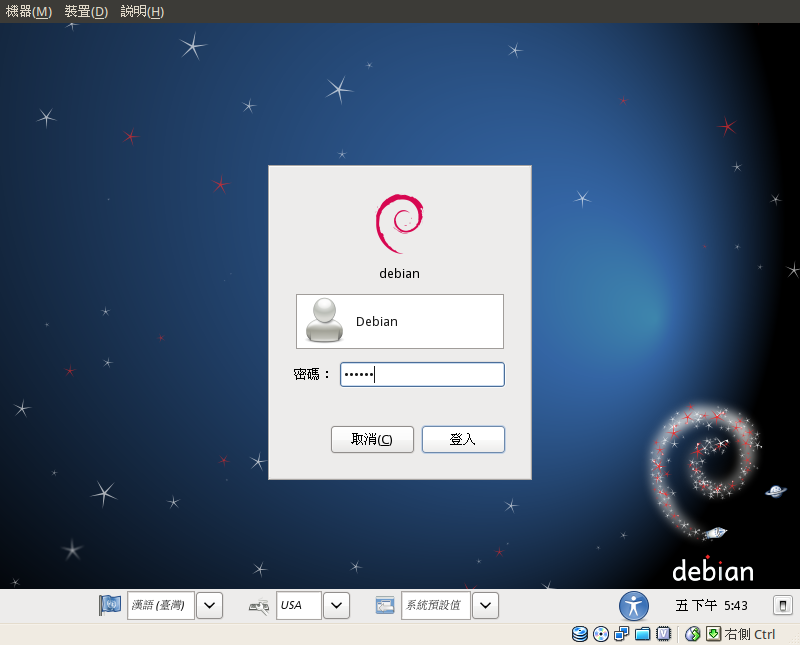 機器(M) 裝置(D) 說明(H)
debian
Debian
密碼：
••••••
取消(C) 登入
debian
漢語 (臺灣) USA 系統預設值 五 下午 5:43
右側 Ctrl